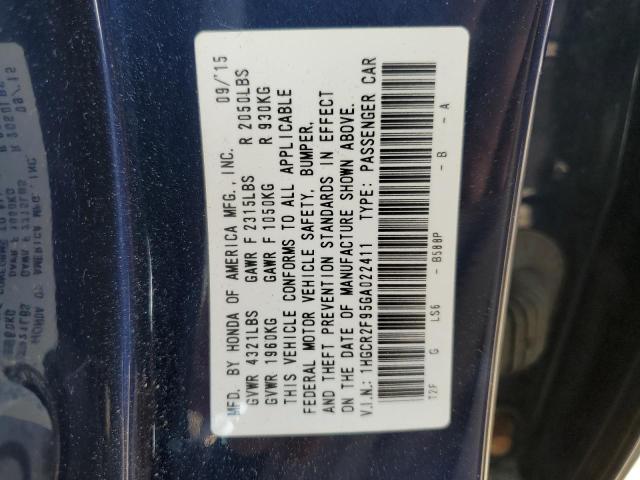 MFD. BY HONDA OF AMERICA MFG., INC. 09/15
GVWR 4321LBS GAWR F 2315LBS R 2050LBS
GVWR 1960KG GAWR F 1050KG R 930KG
THIS VEHICLE CONFORMS TO ALL APPLICABLE
FEDERAL MOTOR VEHICLE SAFETY, BUMPER,
AND THEFT PREVENTION STANDARDS IN EFFECT
ON THE DATE OF MANUFACTURE SHOWN ABOVE.
V.I.N.: 1HGCR2F95GA022411 TYPE: PASSENGER CAR
T2F G LS6 - B588P - B - A